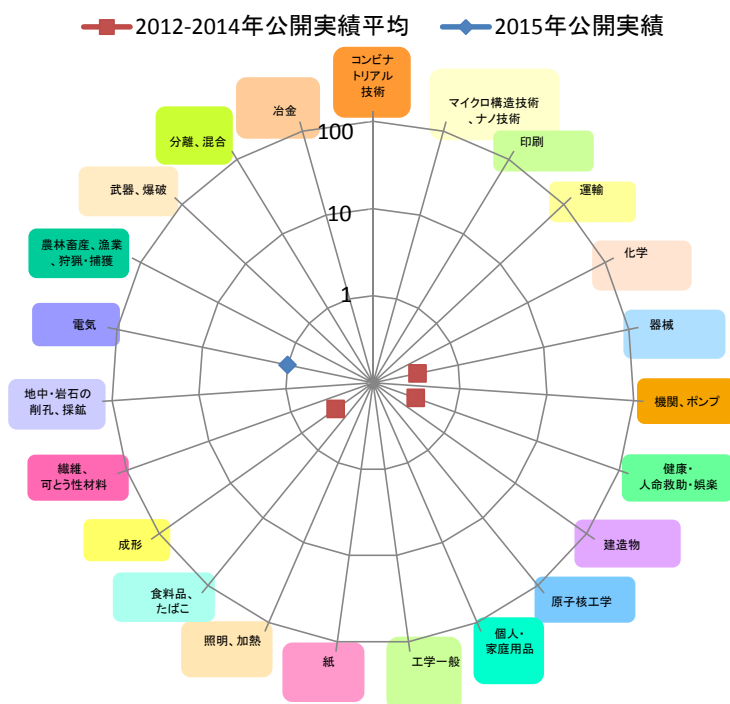 2012-2014年公開実績平均
2015年公開実績
コンビナ
トリアル
技術
マイクロ構造技術
、ナノ技術
印刷
運輸
化学
器械
機関、ポンプ
健康・
人命救助・娯楽
建造物
原子核工学
個人・
家庭用品
工学一般
紙
照明、加熱
食料品、
たばこ
成形
繊維、
可とう性材料
地中・岩石の
削孔、採鉱
電気
農林畜産、漁業
、狩猟・捕獲
武器、爆破
分離、混合
冶金
100
10
1